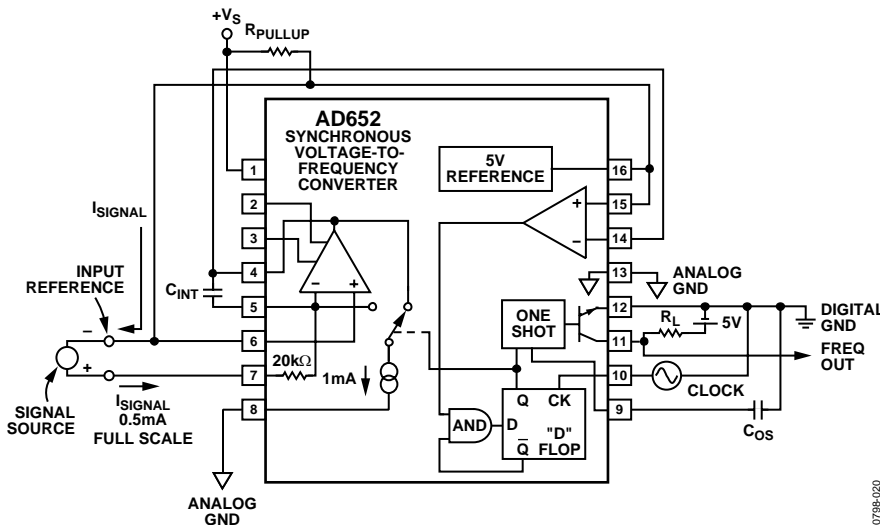 +VS
RPULLUP
AD652
SYNCHRONOUS
VOLTAGE-TO-
FREQUENCY
CONVERTER
5V
REFERENCE
1
2
3
4
5
6
7
8
16
15
14
13
12
11
10
9
ISIGNAL
INPUT
REFERENCE
CINT
–
+
SIGNAL
SOURCE
ISIGNAL
0.5mA
FULL SCALE
ANALOG
GND
– +
20kΩ
1mA
+
–
ONE
SHOT
AND
Q CK
D "D"
FLOP
Q̅
ANALOG
GND
RL
5V
DIGITAL
GND
FREQ
OUT
CLOCK
COS
0798-020